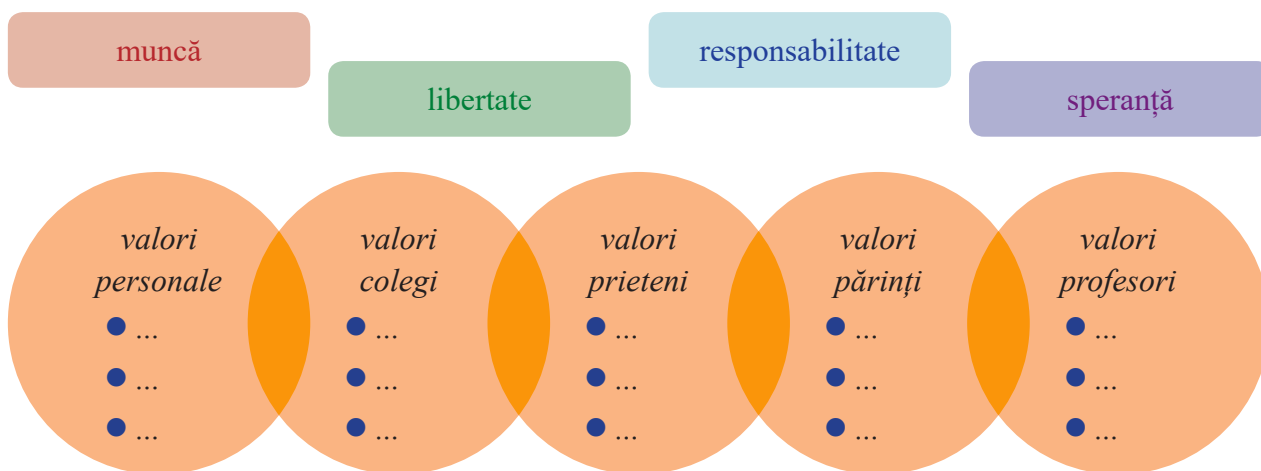 muncă
responsabilitate
libertate
speranță
valori
personale
● ...
● ...
● ...
valori
colegi
● ...
● ...
● ...
valori
prieteni
● ...
● ...
● ...
valori
părinți
● ...
● ...
● ...
valori
profesori
● ...
● ...
● ...